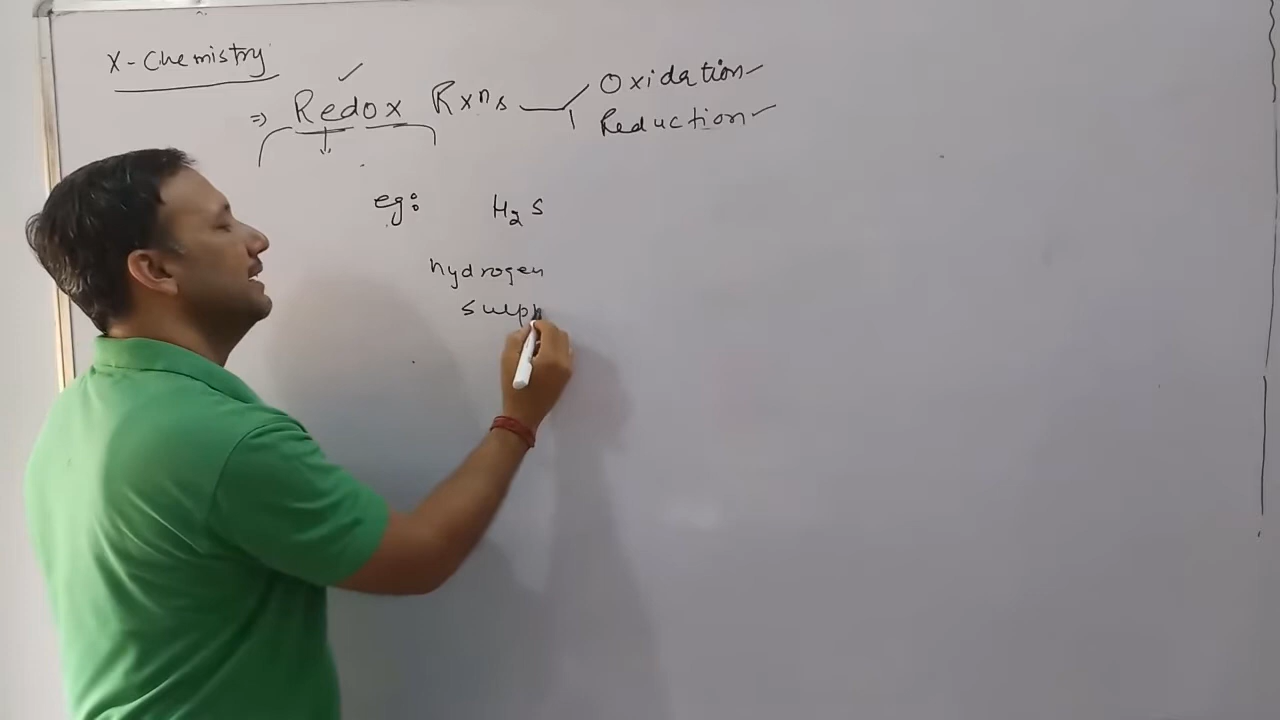 X - Chemistry
⇒ Redox Rxns Oxidation
Reduction
eg: H₂S
hydrogen
sulph